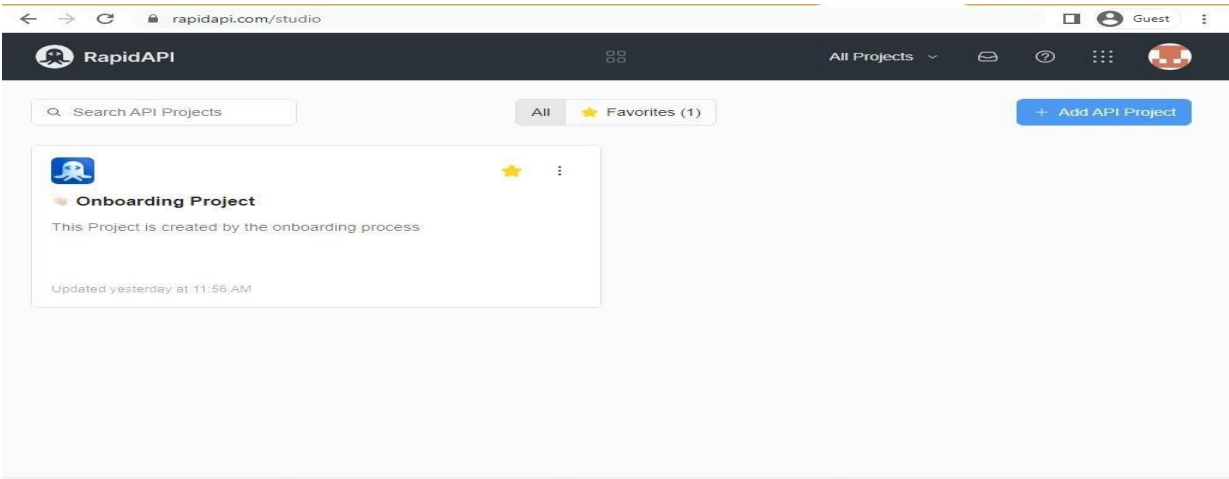 rapidapi.com/studio
Guest
RapidAPI
All Projects
Search API Projects
All
Favorites (1)
+ Add API Project
Onboarding Project
This Project is created by the onboarding process
Updated yesterday at 11:56 AM